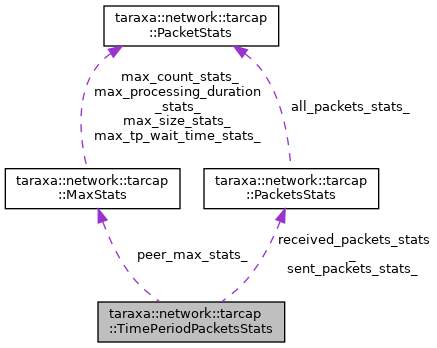 taraxa::network::tarcap
::PacketStats
max_count_stats_
max_processing_duration
_stats_
max_size_stats_
max_tp_wait_time_stats_
all_packets_stats_
taraxa::network::tarcap
::MaxStats
taraxa::network::tarcap
::PacketsStats
peer_max_stats_
received_packets_stats
_
sent_packets_stats_
taraxa::network::tarcap
::TimePeriodPacketsStats